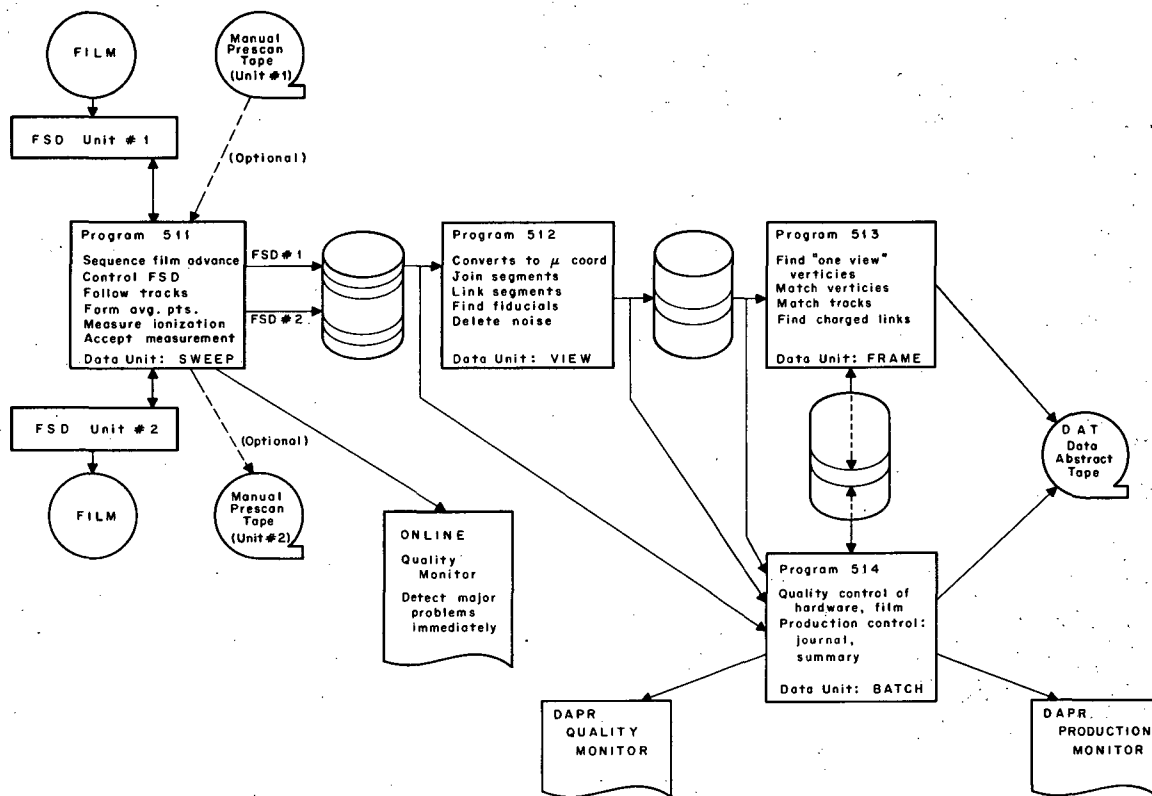 FILM
Manual
Prescan
Tape
(Unit #1)
FSD Unit #1
(Optional)
Program 511
Sequence film advance
Control FSD
Follow tracks
Form avg. pts.
Measure ionization
Accept measurement
Data Unit: SWEEP
FSD#1
FSD#2
Program 512
Converts to μ coord
Join segments
Link segments
Find fiducials
Delete noise
Data Unit: VIEW
Program 513
Find "one view"
verticies
Match verticies
Match tracks
Find charged links
Data Unit: FRAME
FSD Unit #2
(Optional)
FILM
Manual
Prescan
Tape
(Unit #2)
DAT
Data
Abstract
Tape
ONLINE
Quality
Monitor
Detect major
problems
immediately
Program 514
Quality control of
hardware, film
Production control:
journal,
summary
Data Unit: BATCH
DAPR
QUALITY
MONITOR
DAPR
PRODUCTION
MONITOR